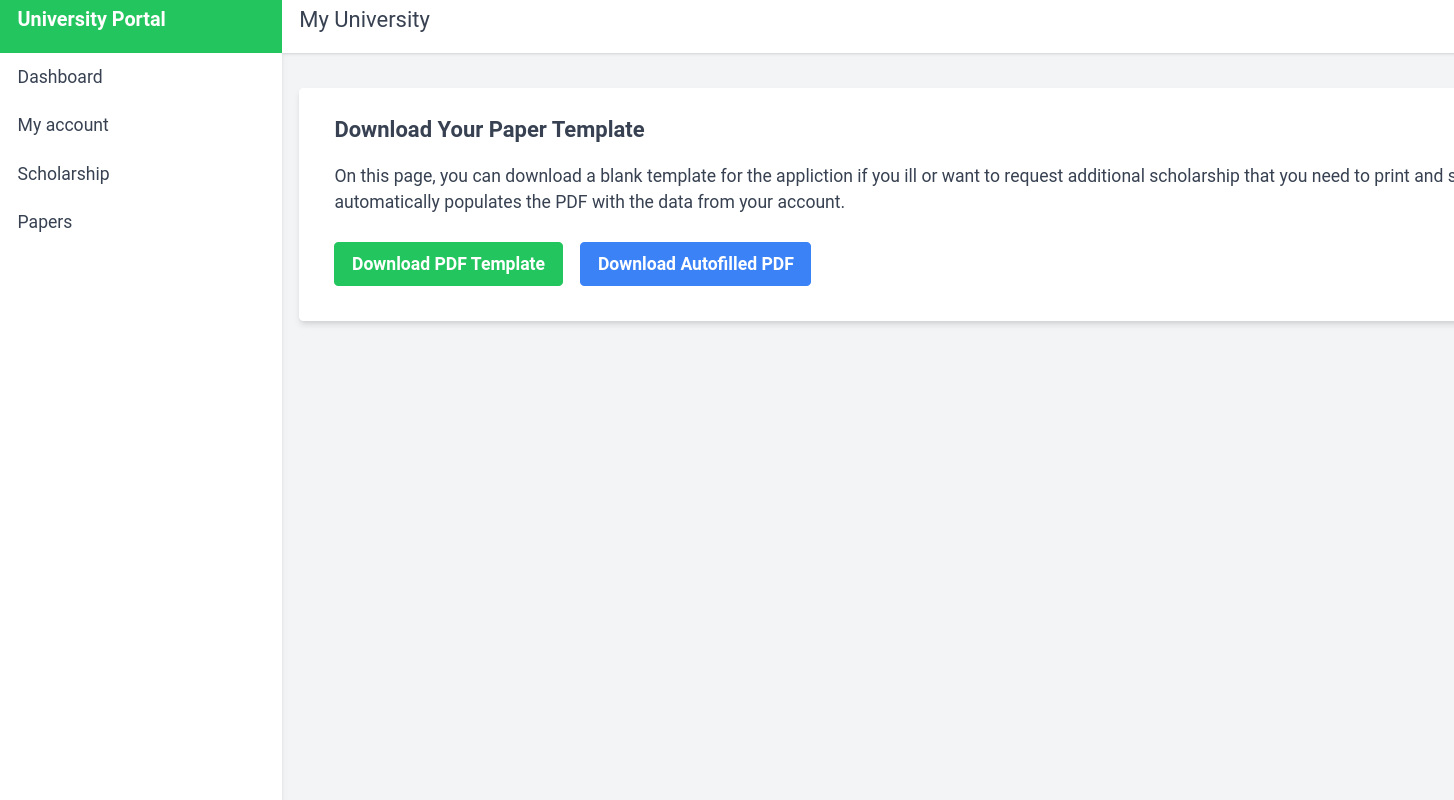 University Portal
My University
Dashboard
My account
Scholarship
Papers
Download Your Paper Template
On this page, you can download a blank template for the appliction if you ill or want to request additional scholarship that you need to print and
automatically populates the PDF with the data from your account.
Download PDF Template
Download Autofilled PDF